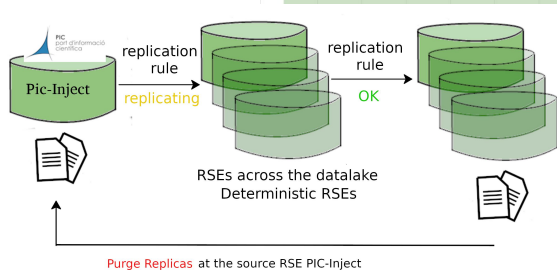 PIC
port d'informació
científica
Pic-Inject
replication
rule
replicating
replication
rule
OK
RSEs across the datalake
Deterministic RSEs
Purge Replicas at the source RSE PIC-Inject